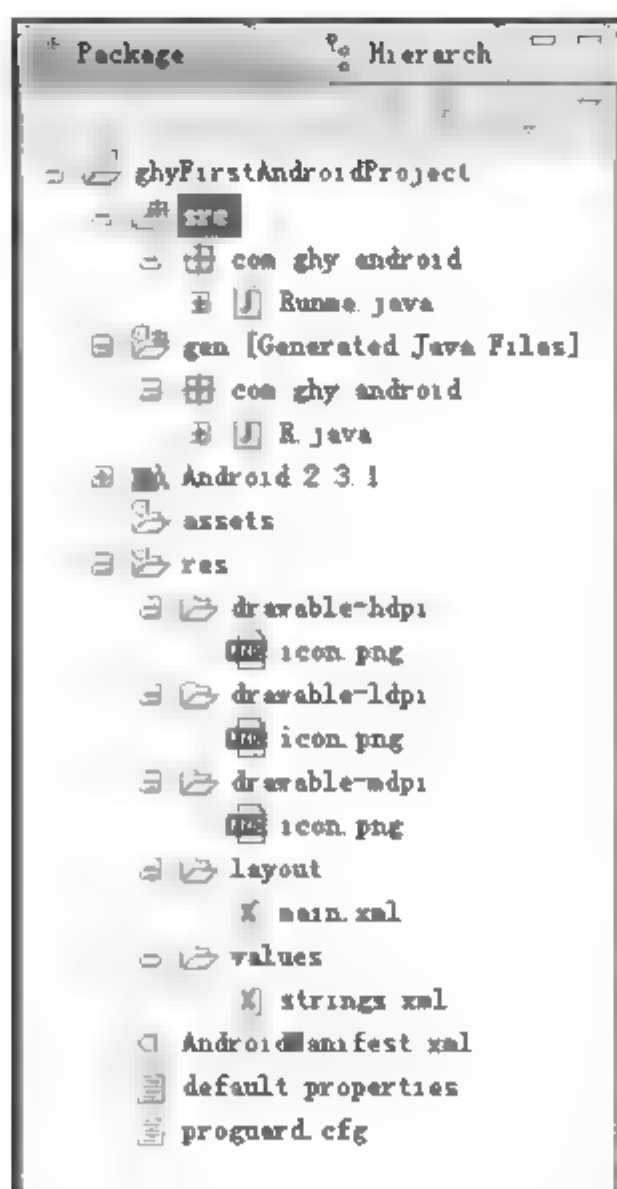 Package Hierarch
ghyFirstAndroidProject
src
com ghy android
Runme.java
gen [Generated Java Files]
com ghy android
R.java
Android 2 3.1
assets
res
drawable-hdpi
icon.png
drawable-ldpi
icon.png
drawable-mdpi
icon.png
layout
main.xml
values
strings xml
AndroidManifest xml
default properties
proguard.cfg